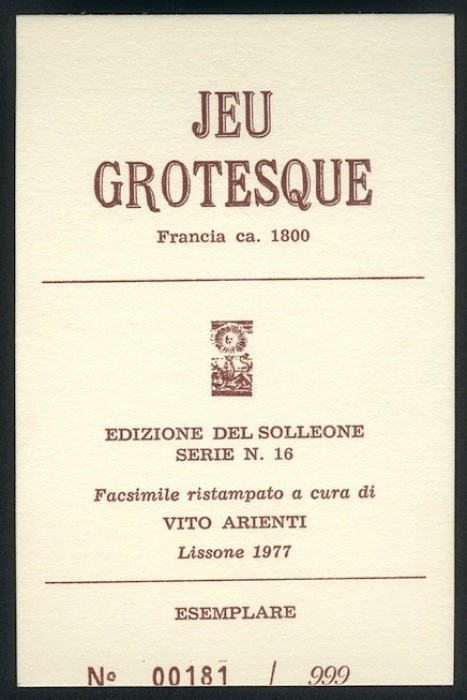 JEU
GROTESQUE
Francia ca. 1800
EDIZIONE DEL SOLLEONE
SERIE N. 16
Facsimile ristampato a cura di
VITO ARIENTI
Lissone 1977
ESEMPLARE
Nº 00181 / 999